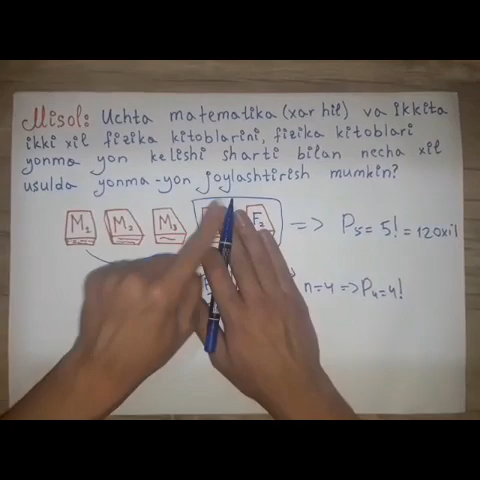 Misol: Uchta matematika (xar hil) va ikkita
ikki xil fizika kitoblarini, fizika kitoblari
yonma yon kelishi sharti bilan necha xil
usulda yonma-yon joylashtirish mumkin?
M₁ M₂ M₃ F₂ => P₅ = 5! = 120 xil
n=4 => P₄=4!